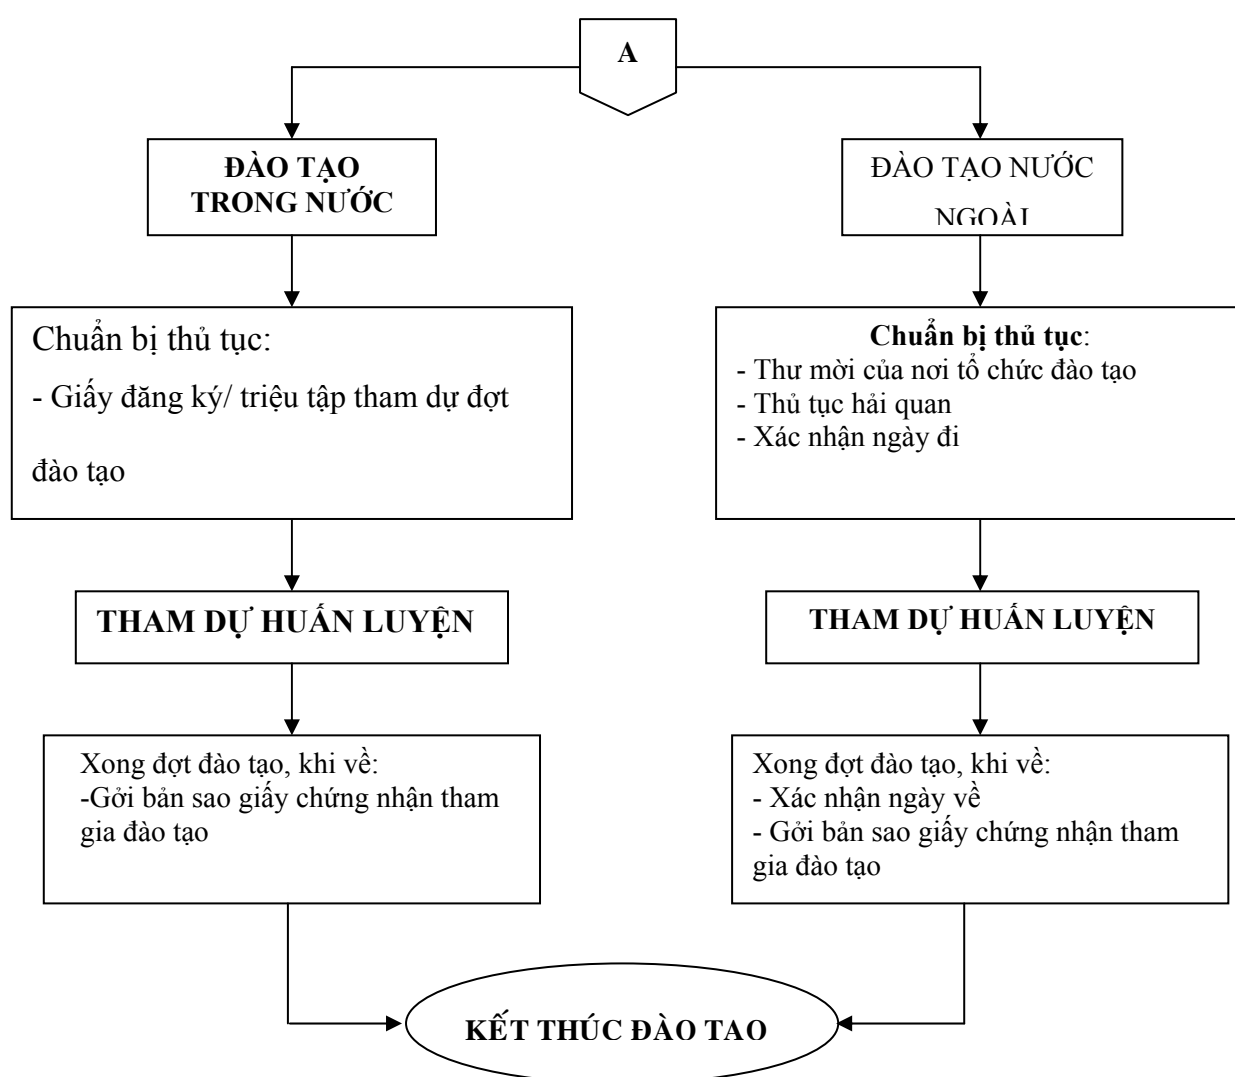 A
ĐÀO TẠO
TRONG NƯỚC
ĐÀO TẠO NƯỚC
NGOÀI
Chuẩn bị thủ tục:
- Giấy đăng ký/ triệu tập tham dự đợt
đào tạo
Chuẩn bị thủ tục:
- Thư mời của nơi tổ chức đào tạo
- Thủ tục hải quan
- Xác nhận ngày đi
THAM DỰ HUẤN LUYỆN
THAM DỰ HUẤN LUYỆN
Xong đợt đào tạo, khi về:
-Gởi bản sao giấy chứng nhận tham
gia đào tạo
Xong đợt đào tạo, khi về:
- Xác nhận ngày về
- Gởi bản sao giấy chứng nhận tham
gia đào tạo
KẾT THÚC ĐÀO TAO